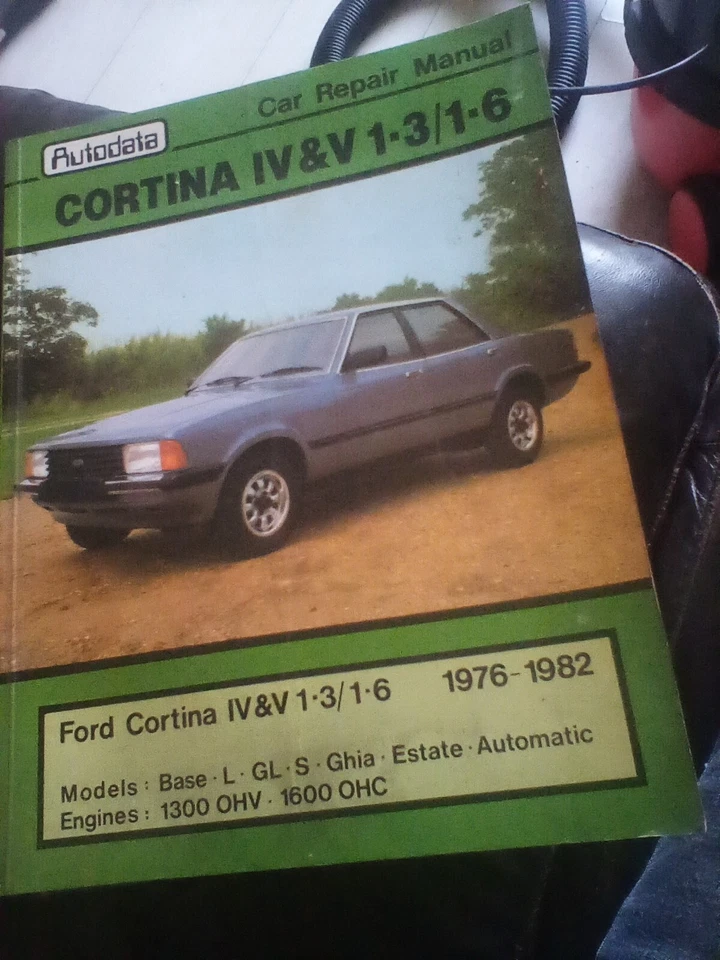 Car Repair Manual
Autodata
CORTINA IV&V 1·3/1·6
Ford Cortina IV&V 1·3/1·6 1976-1982
Models: Base · L · GL · S · Ghia · Estate · Automatic
Engines: 1300 OHV · 1600 OHC